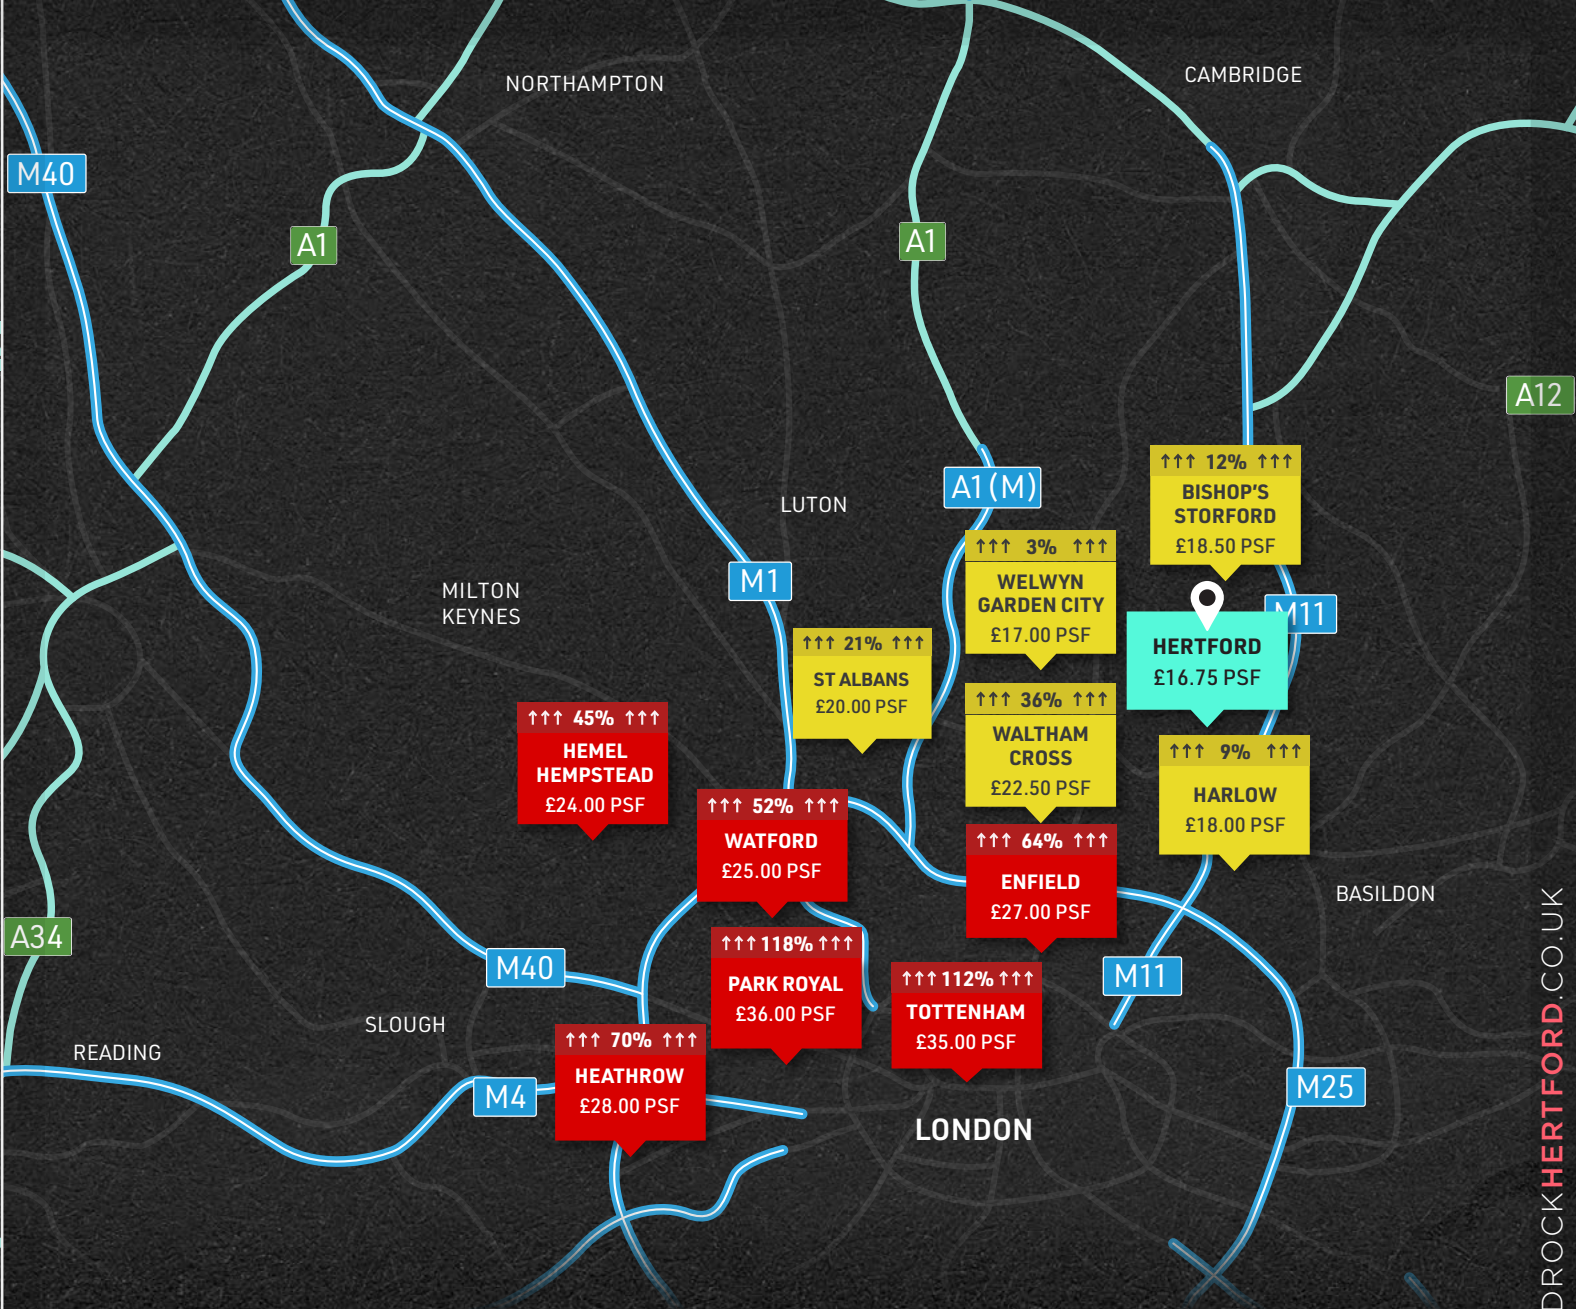 NORTHAMPTON
CAMBRIDGE
M40
A1
A1
A12
A1(M)
LUTON
M1
MILTON
KEYNES
↑↑↑ 12% ↑↑↑
BISHOP'S
STORFORD
£18.50 PSF
↑↑↑ 3% ↑↑↑
WELWYN
GARDEN CITY
£17.00 PSF
M11
HERTFORD
£16.75 PSF
↑↑↑ 21% ↑↑↑
ST ALBANS
£20.00 PSF
↑↑↑ 36% ↑↑↑
WALTHAM
CROSS
£22.50 PSF
↑↑↑ 45% ↑↑↑
HEMEL
HEMPSTEAD
£24.00 PSF
↑↑↑ 9% ↑↑↑
HARLOW
£18.00 PSF
↑↑↑ 52% ↑↑↑
WATFORD
£25.00 PSF
↑↑↑ 64% ↑↑↑
ENFIELD
£27.00 PSF
BASILDON
A34
M40
↑↑↑ 118% ↑↑↑
PARK ROYAL
£36.00 PSF
↑↑↑ 112% ↑↑↑
TOTTENHAM
£35.00 PSF
M11
SLOUGH
READING
↑↑↑ 70% ↑↑↑
HEATHROW
£28.00 PSF
M4
M25
LONDON
DROCKHERTFORD.CO.UK